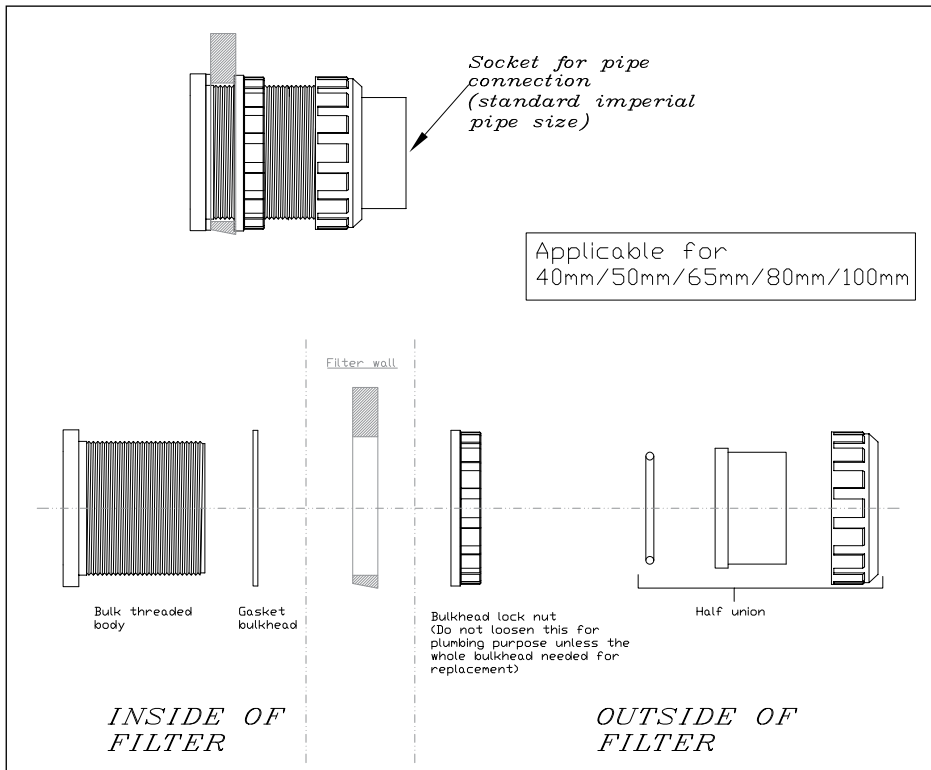 Socket for pipe
connection
(standard imperial
pipe size)
Applicable for
40mm/50mm/65mm/80mm/100mm
Filter wall
Bulk threaded
body
Gasket
bulkhead
Bulkhead lock nut
(Do not loosen this for
plumbing purpose unless the
whole bulkhead needed for
replacement)
Half union
INSIDE OF
FILTER
OUTSIDE OF
FILTER